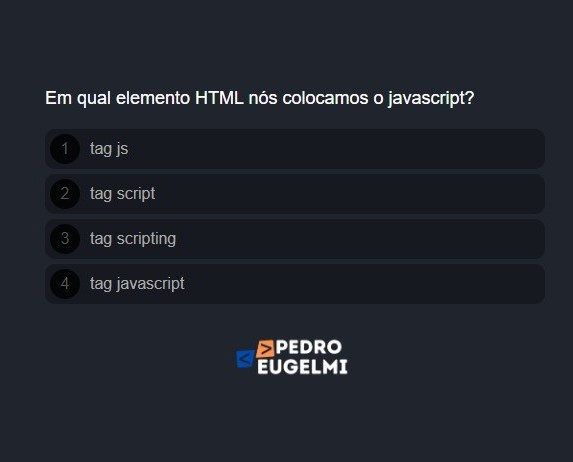 Em qual elemento HTML nós colocamos o javascript?
1 tag js
2 tag script
3 tag scripting
4 tag javascript
< > PEDRO
EUGELMI